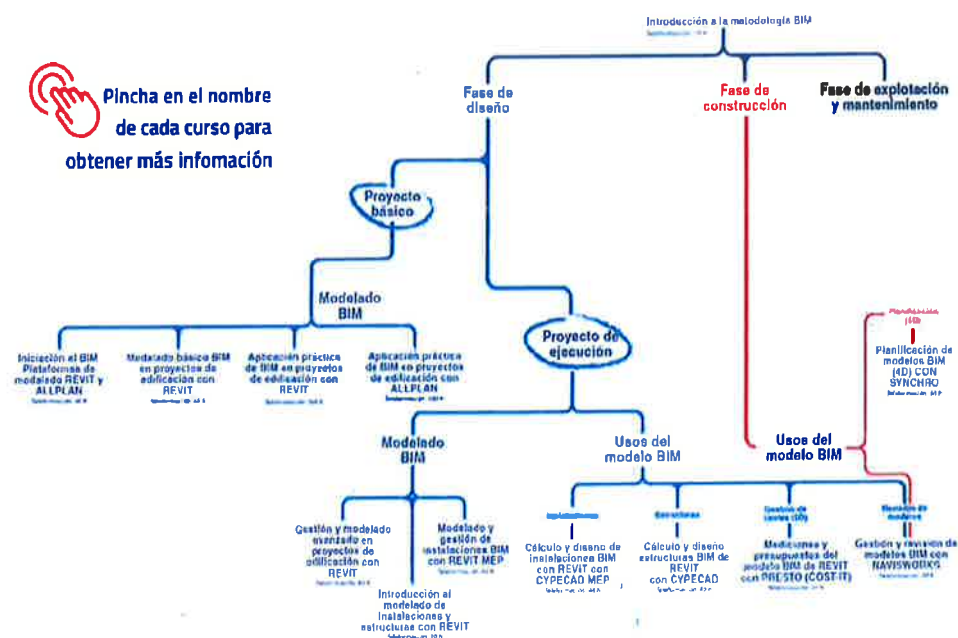 Introducción a la metodología BIM
Pincha en el nombre
de cada curso para
obtener más infomación
Fase de
diseño
Fase de
construcción
Fase de explotación
y mantenimiento
Proyecto
básico
Modelado
BIM
Iniciación al BIM
Plataformas de
modelado REVIT y
ALLPLAN
Modelado básico BIM
en proyectos de
edificación con
REVIT
Aplicación práctica
de BIM en proyectos
de edificación con
REVIT
Aplicación práctica
de BIM en proyectos
de edificación con
ALLPLAN
Proyecto de
ejecución
Planificación
(4D)
Planificación de
modelos BIM
(4D) CON
SYNCHRO
Modelado
BIM
Usos del
modelo BIM
Usos del
modelo BIM
Gestión y modelado
avanzado en
proyectos de
edificación con
REVIT
Modelado y
gestión de
instalaciones BIM
con REVIT MEP
Introducción al
modelado de
instalaciones y
estructuras con REVIT
Cálculo y diseño de
instalaciones BIM
con REVIT con
CYPECAD MEP
Estructuras
Cálculo y diseño
estructuras BIM de
REVIT
con CYPECAD
Gestión de
costes (5D)
Mediciones y
presupuestos del
modelo BIM de REVIT
con PRESTO (COST-IT)
Gestión y revisión de
modelos BIM con
NAVISWORKS